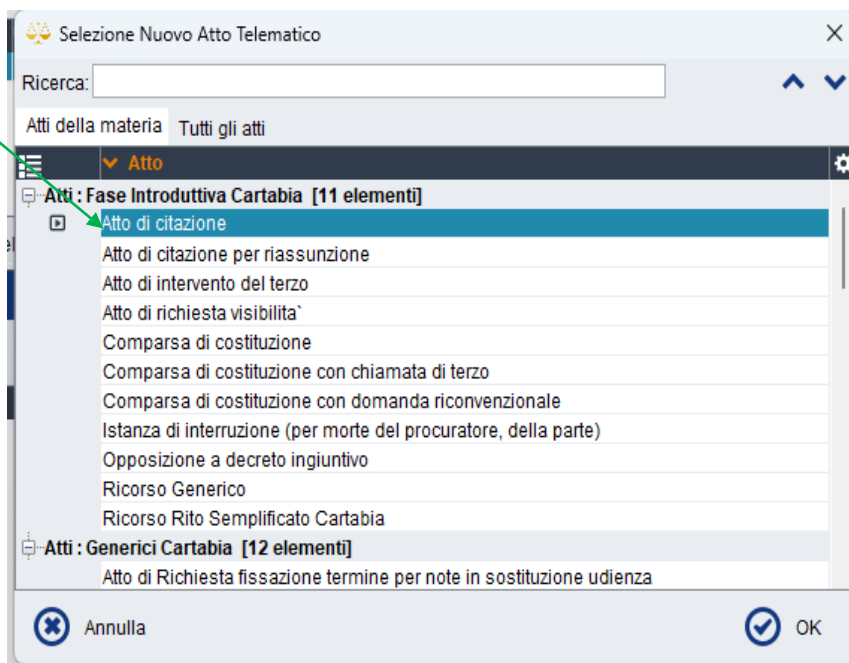 Selezione Nuovo Atto Telematico
Ricerca:
Atti della materia Tutti gli atti
Atto
Atti : Fase Introduttiva Cartabia [11 elementi]
Atto di citazione
Atto di citazione per riassunzione
Atto di intervento del terzo
Atto di richiesta visibilita`
Comparsa di costituzione
Comparsa di costituzione con chiamata di terzo
Comparsa di costituzione con domanda riconvenzionale
Istanza di interruzione (per morte del procuratore, della parte)
Opposizione a decreto ingiuntivo
Ricorso Generico
Ricorso Rito Semplificato Cartabia
Atti : Generici Cartabia [12 elementi]
Atto di Richiesta fissazione termine per note in sostituzione udienza
Annulla OK